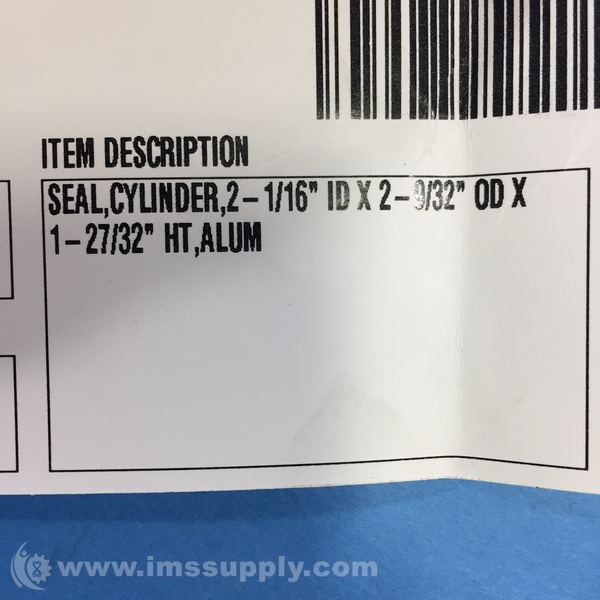 ITEM DESCRIPTION
SEAL,CYLINDER,2-1/16" ID X 2-9/32" OD X
1-27/32" HT,ALUM
www.imssupply.com